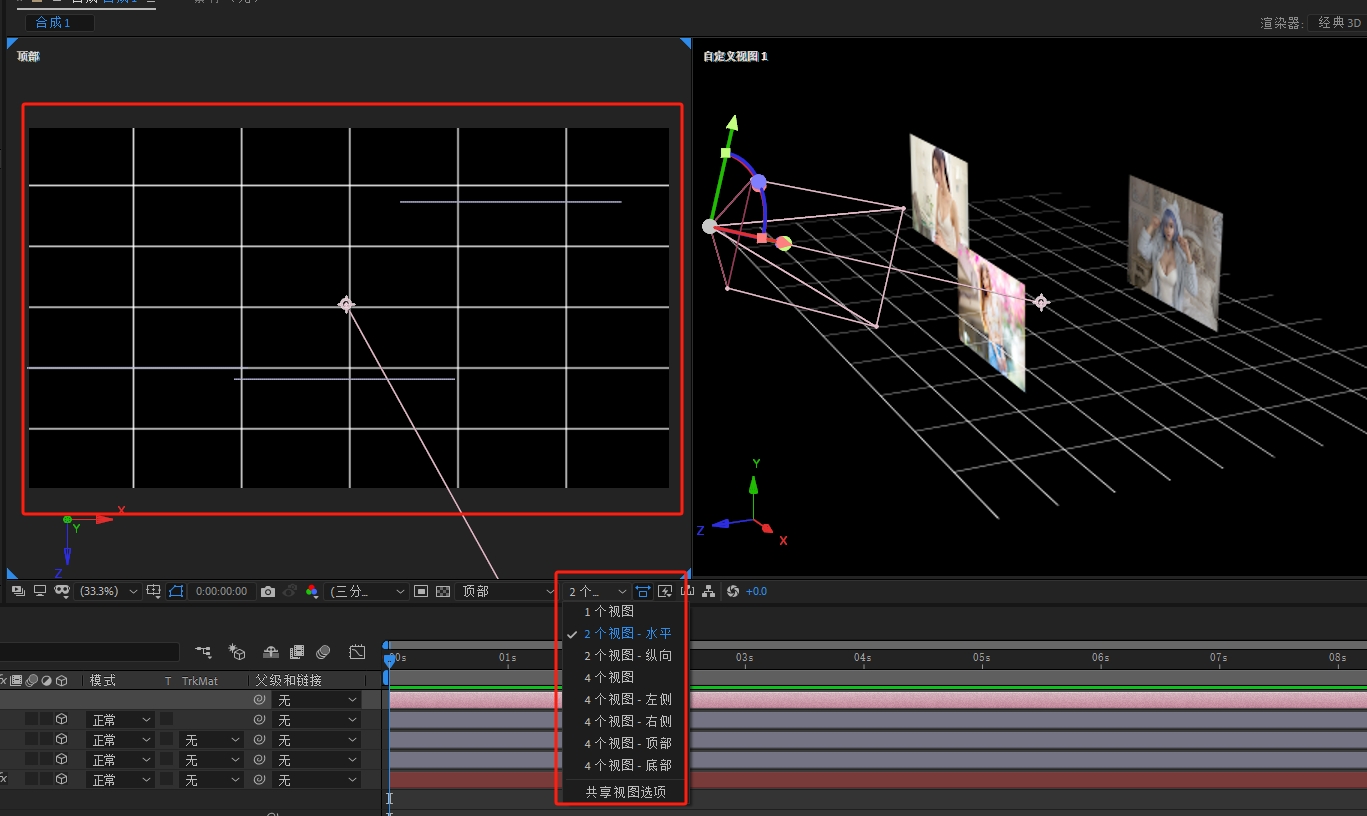 合成 1
渲染器: 经典 3D
顶部
自定义视图 1
X
Y
Z
Y
Z
X
(33.3%) 0:00:00:00 (三分... 顶部 2 个... +0.0
1 个视图
2 个视图 - 水平
2 个视图 - 纵向
4 个视图
4 个视图 - 左侧
4 个视图 - 右侧
4 个视图 - 顶部
4 个视图 - 底部
共享视图选项
00s 01s 03s 04s 05s 06s 07s 08s
模式 T TrkMat 父级和链接
无
正常 无
正常 无 无
正常 无 无
正常 无 无